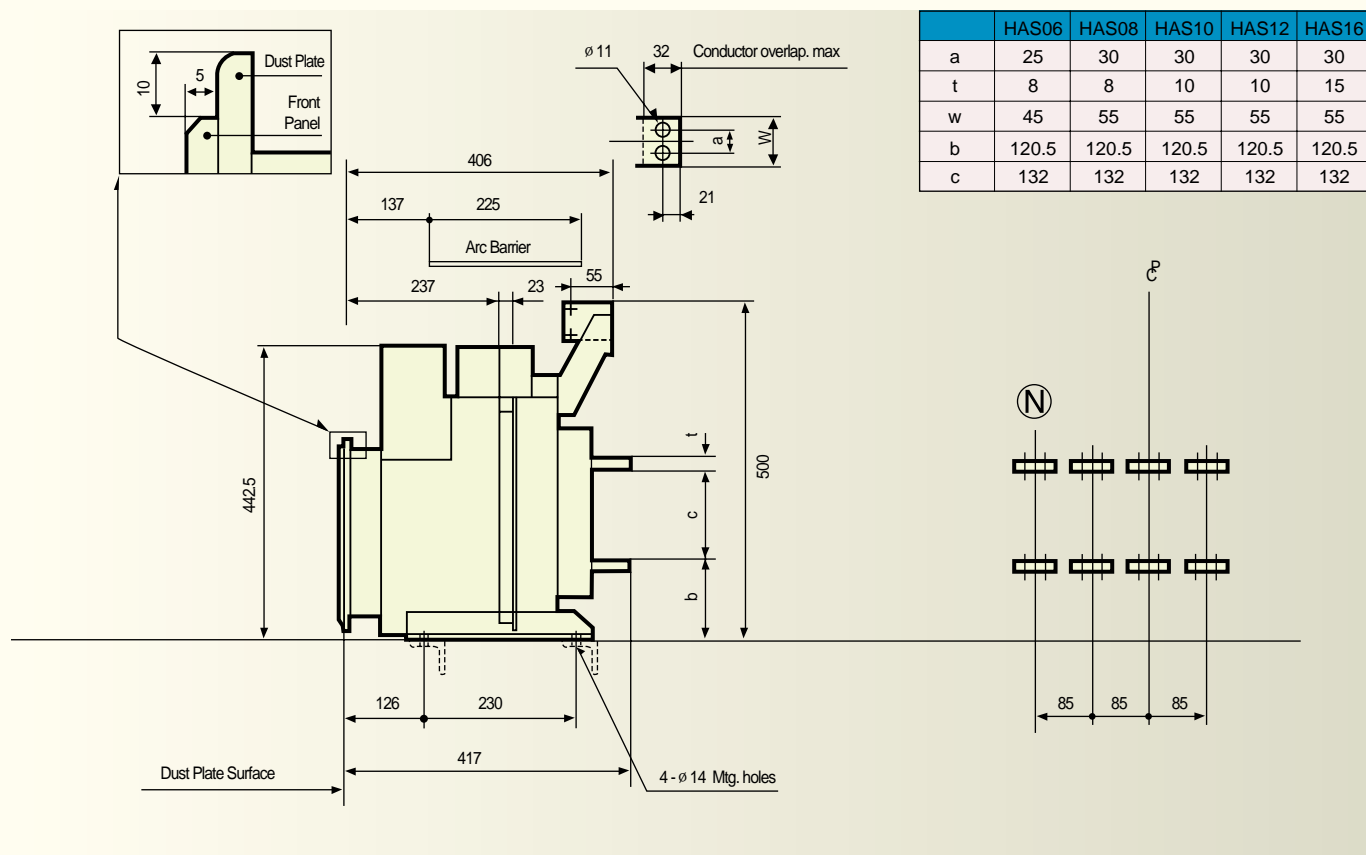 HAS06 HAS08 HAS10 HAS12 HAS16
a 25 30 30 30 30
t 8 8 10 10 15
w 45 55 55 55 55
b 120.5 120.5 120.5 120.5 120.5
c 132 132 132 132 132
10
5
Dust Plate
Front
Panel
ø 11
32
Conductor overlap. max
a
W
21
406
137
225
Arc Barrier
237
23
55
442.5
t
c
b
500
126
230
417
Dust Plate Surface
4 - ø 14 Mtg. holes
CP
N
85
85
85